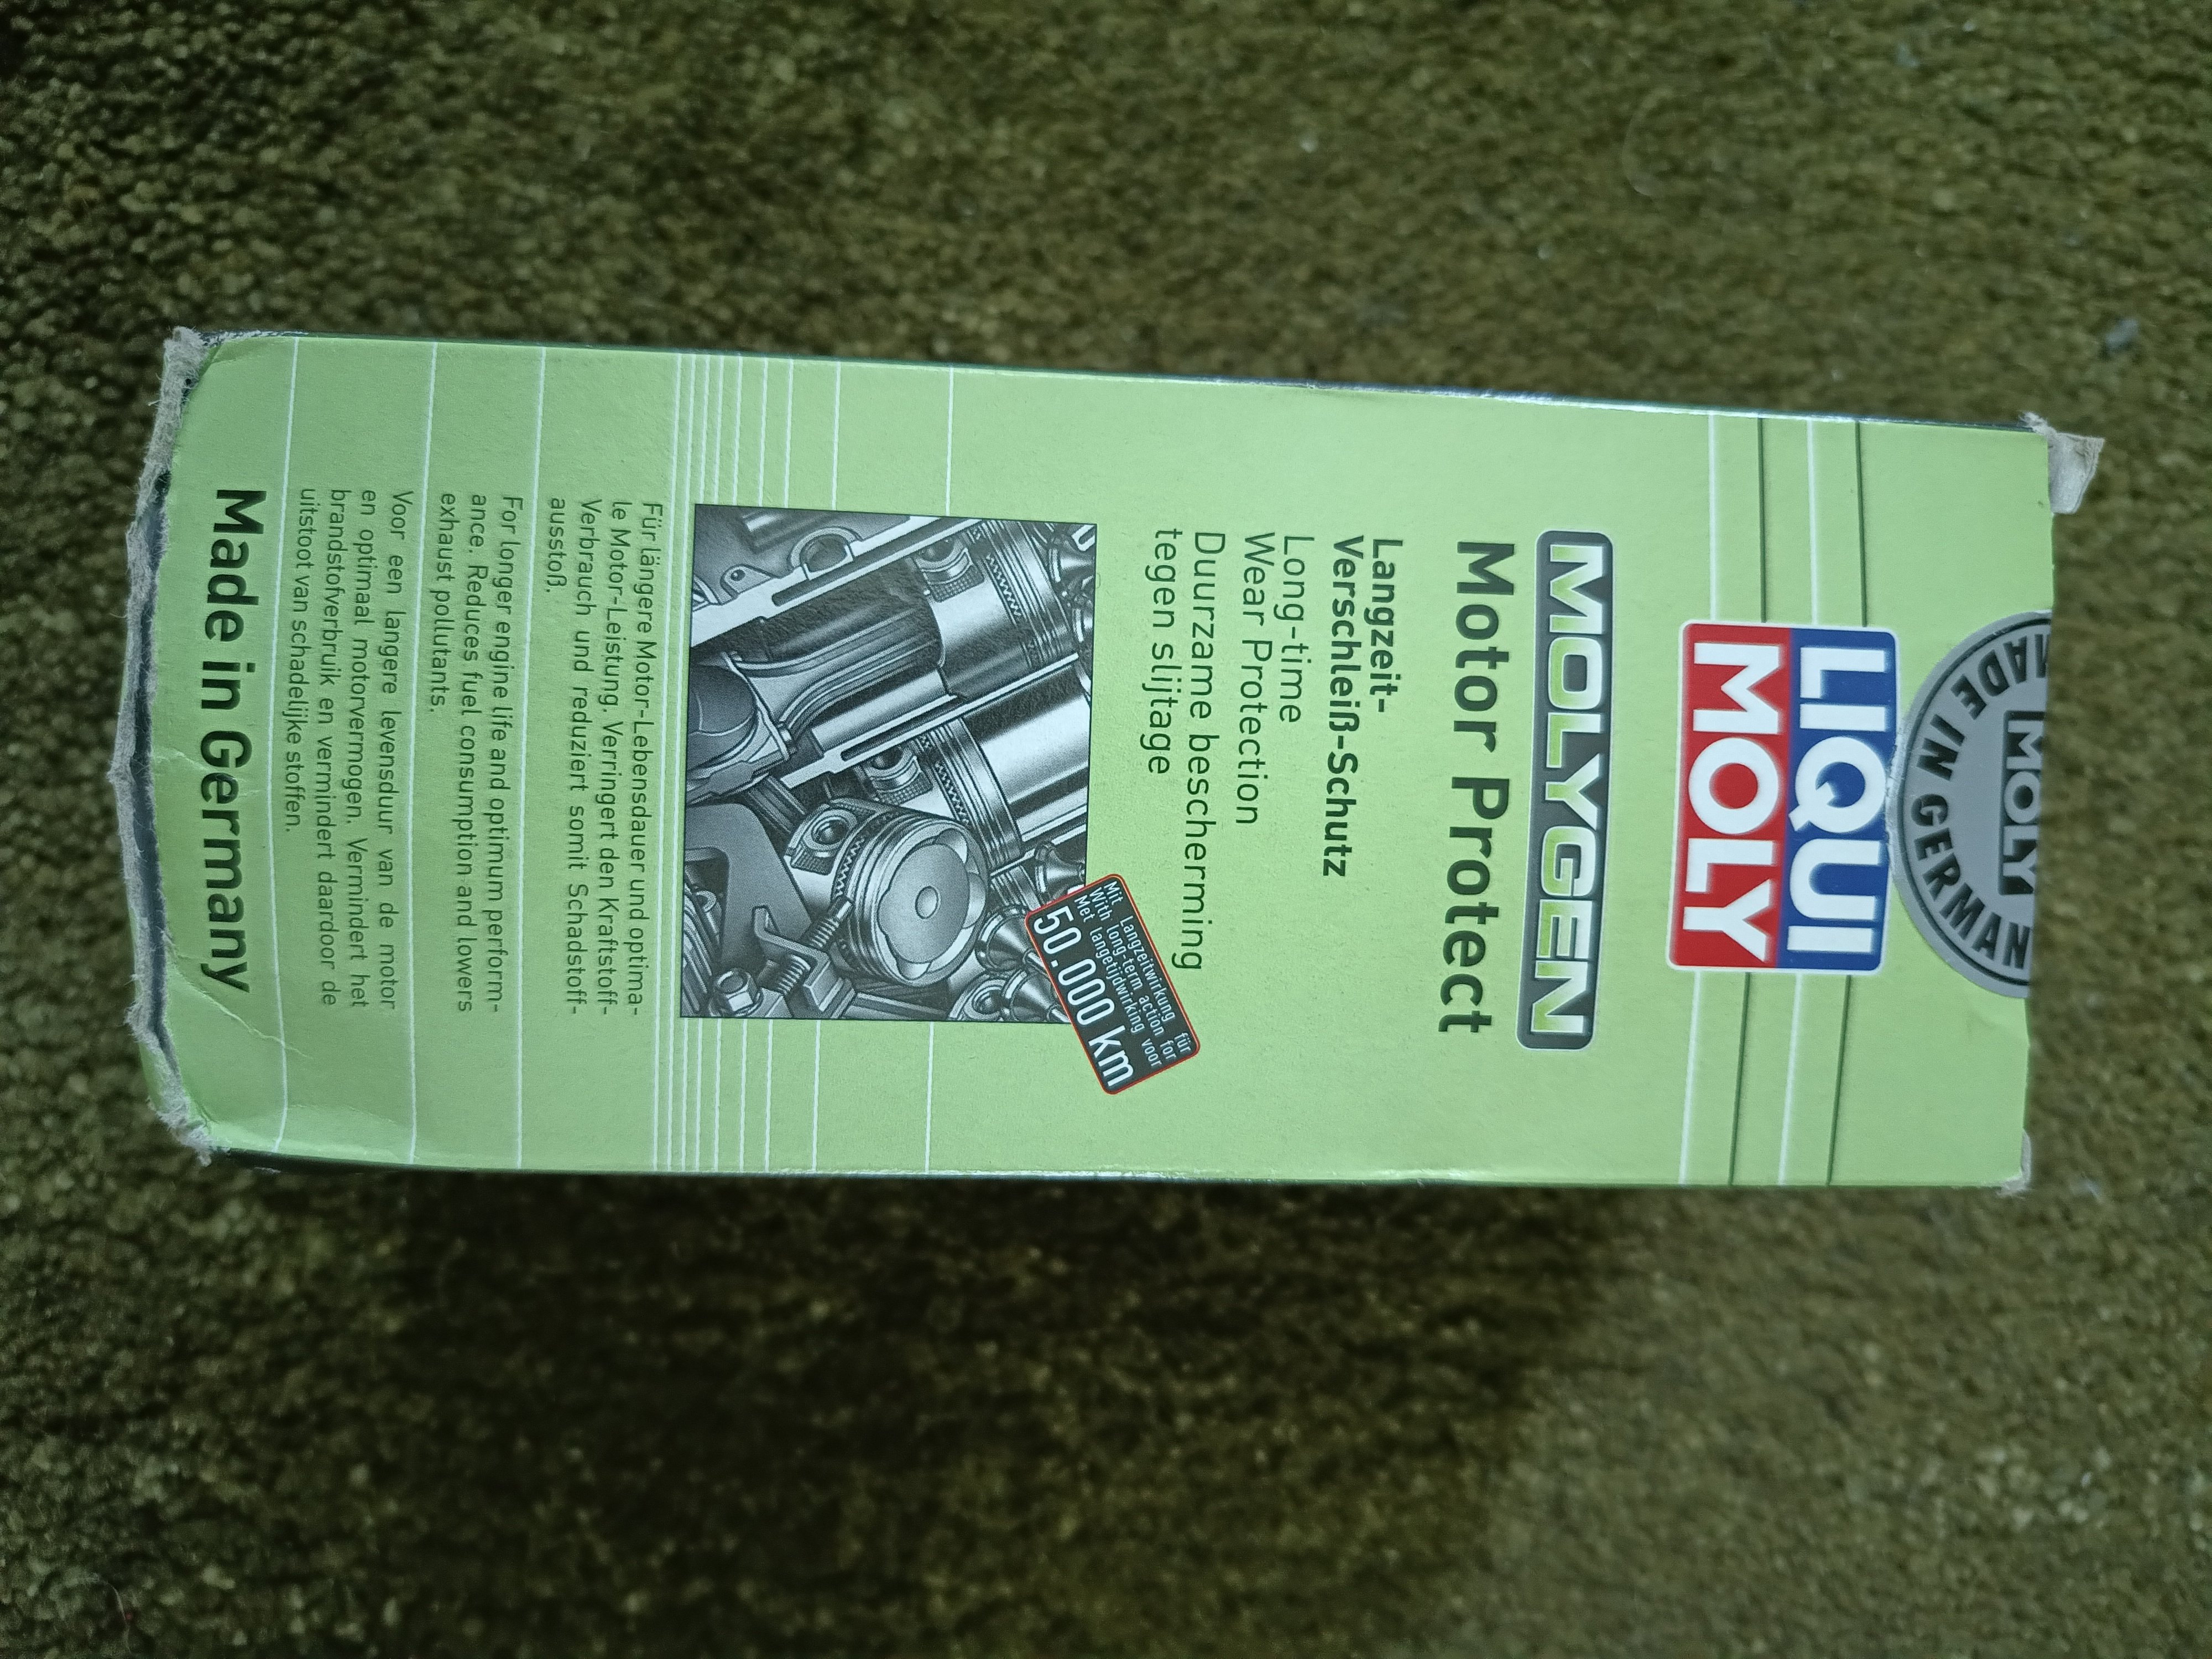 MADE IN GERMAN
MOLY
LIQUI
MOLY
MOLYGEN
Motor Protect
Langzeit-
Verschleiß-Schutz
Long-time
Wear Protection
Duurzame bescherming
tegen slijtage
Mit Langzeitwirkung für
With long-term action for
Met langetijdwirking voor
50.000 km
Für längere Motor-Lebensdauer und optima-
le Motor-Leistung. Verringert den Kraftstoff-
Verbrauch und reduziert somit Schadstoff-
ausstoß.
For longer engine life and optimum perform-
ance. Reduces fuel consumption and lowers
exhaust pollutants.
Voor een langere levensduur van de motor
en optimaal motorvermogen. Vermindert het
brandstofverbruik en vermindert daardoor de
uitstoot van schadelijke stoffen.
Made in Germany